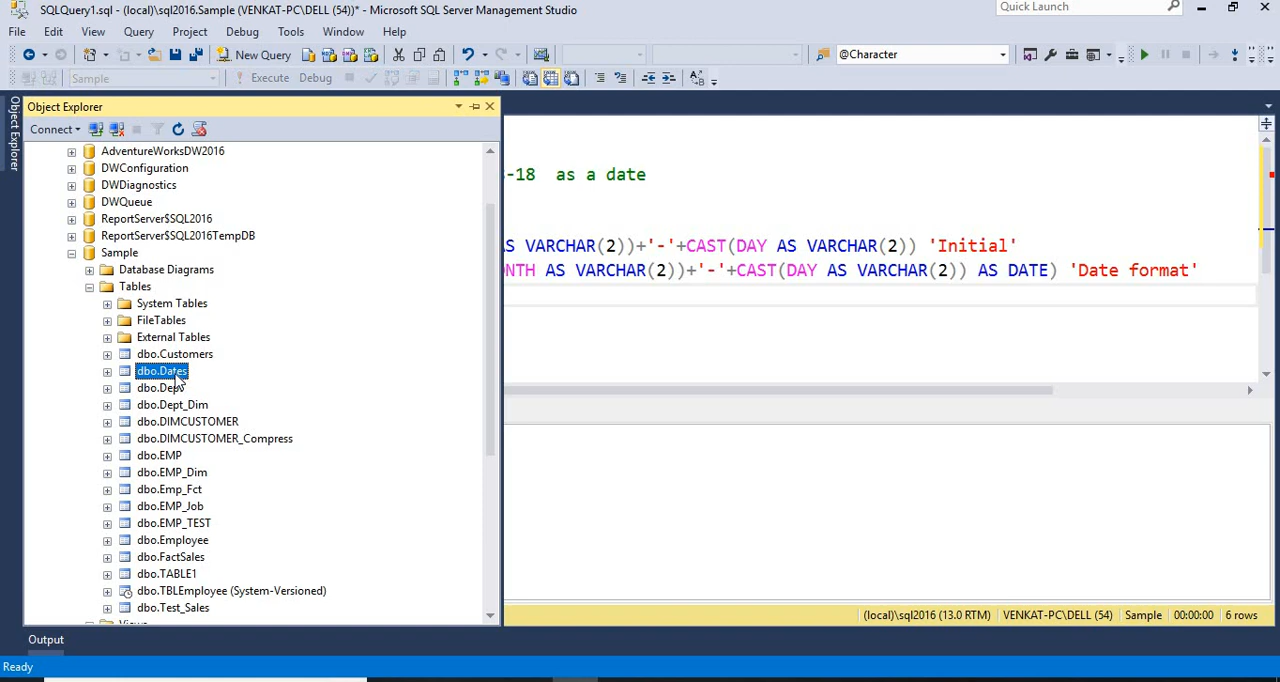 SQLQuery1.sql - (local)\sql2016.Sample (VENKAT-PC\DELL (54))* - Microsoft SQL Server Management Studio
Quick Launch
File Edit View Query Project Debug Tools Window Help
New Query
@Character
Sample
Execute Debug
Object Explorer
Object Explorer
Connect
AdventureWorksDW2016
DWConfiguration
DWDiagnostics
DWQueue
ReportServer$SQL2016
ReportServer$SQL2016TempDB
Sample
Database Diagrams
Tables
System Tables
FileTables
External Tables
dbo.Customers
dbo.Dates
dbo.Dept
dbo.Dept_Dim
dbo.DIMCUSTOMER
dbo.DIMCUSTOMER_Compress
dbo.EMP
dbo.EMP_Dim
dbo.Emp_Fct
dbo.EMP_Job
dbo.EMP_TEST
dbo.Employee
dbo.FactSales
dbo.TABLE1
dbo.TBLEmployee (System-Versioned)
dbo.Test_Sales
-18 as a date
AS VARCHAR(2))+'-'+CAST(DAY AS VARCHAR(2)) 'Initial'
NTH AS VARCHAR(2))+'-'+CAST(DAY AS VARCHAR(2)) AS DATE) 'Date format'
(local)\sql2016 (13.0 RTM) VENKAT-PC\DELL (54) Sample 00:00:00 6 rows
Output
Ready